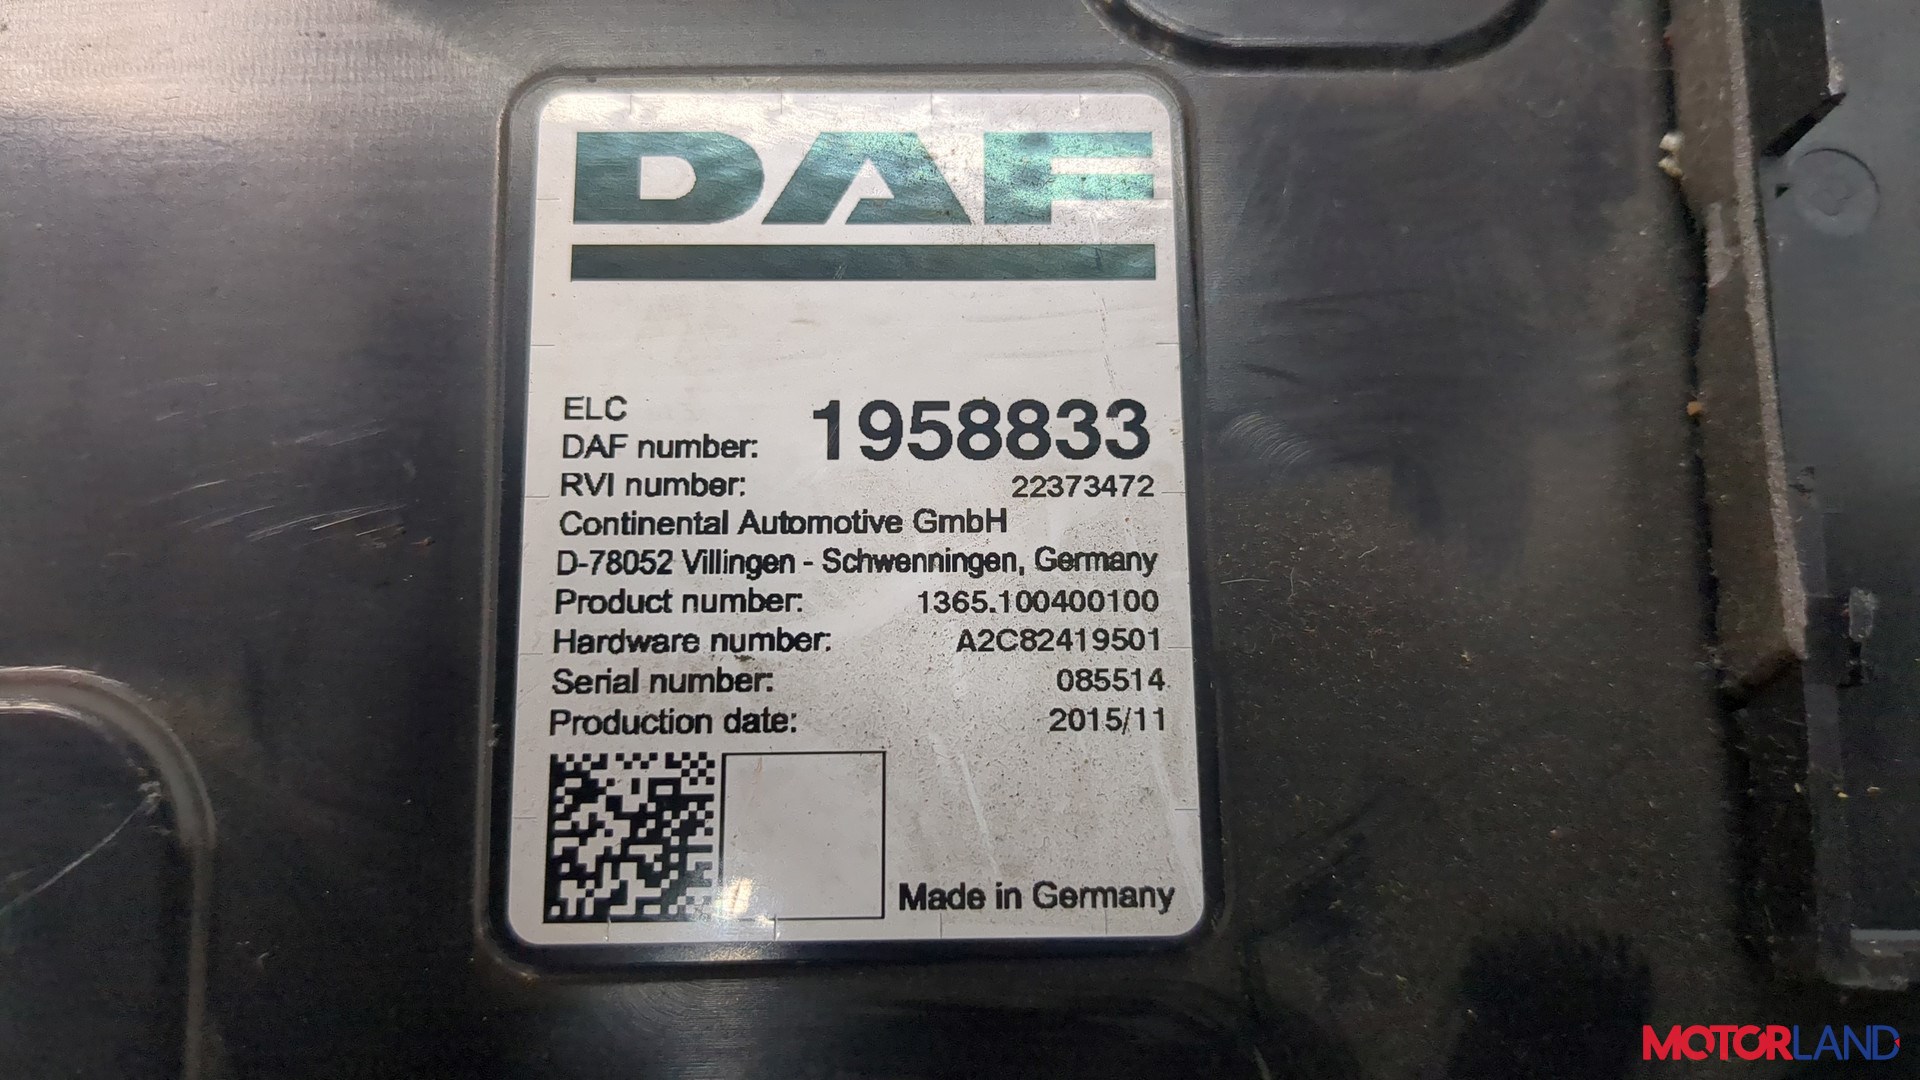 DAF
ELC
DAF number: 1958833
RVI number: 22373472
Continental Automotive GmbH
D-78052 Villingen - Schwenningen, Germany
Product number: 1365.100400100
Hardware number: A2C82419501
Serial number: 085514
Production date: 2015/11
Made in Germany
MOTORLAND